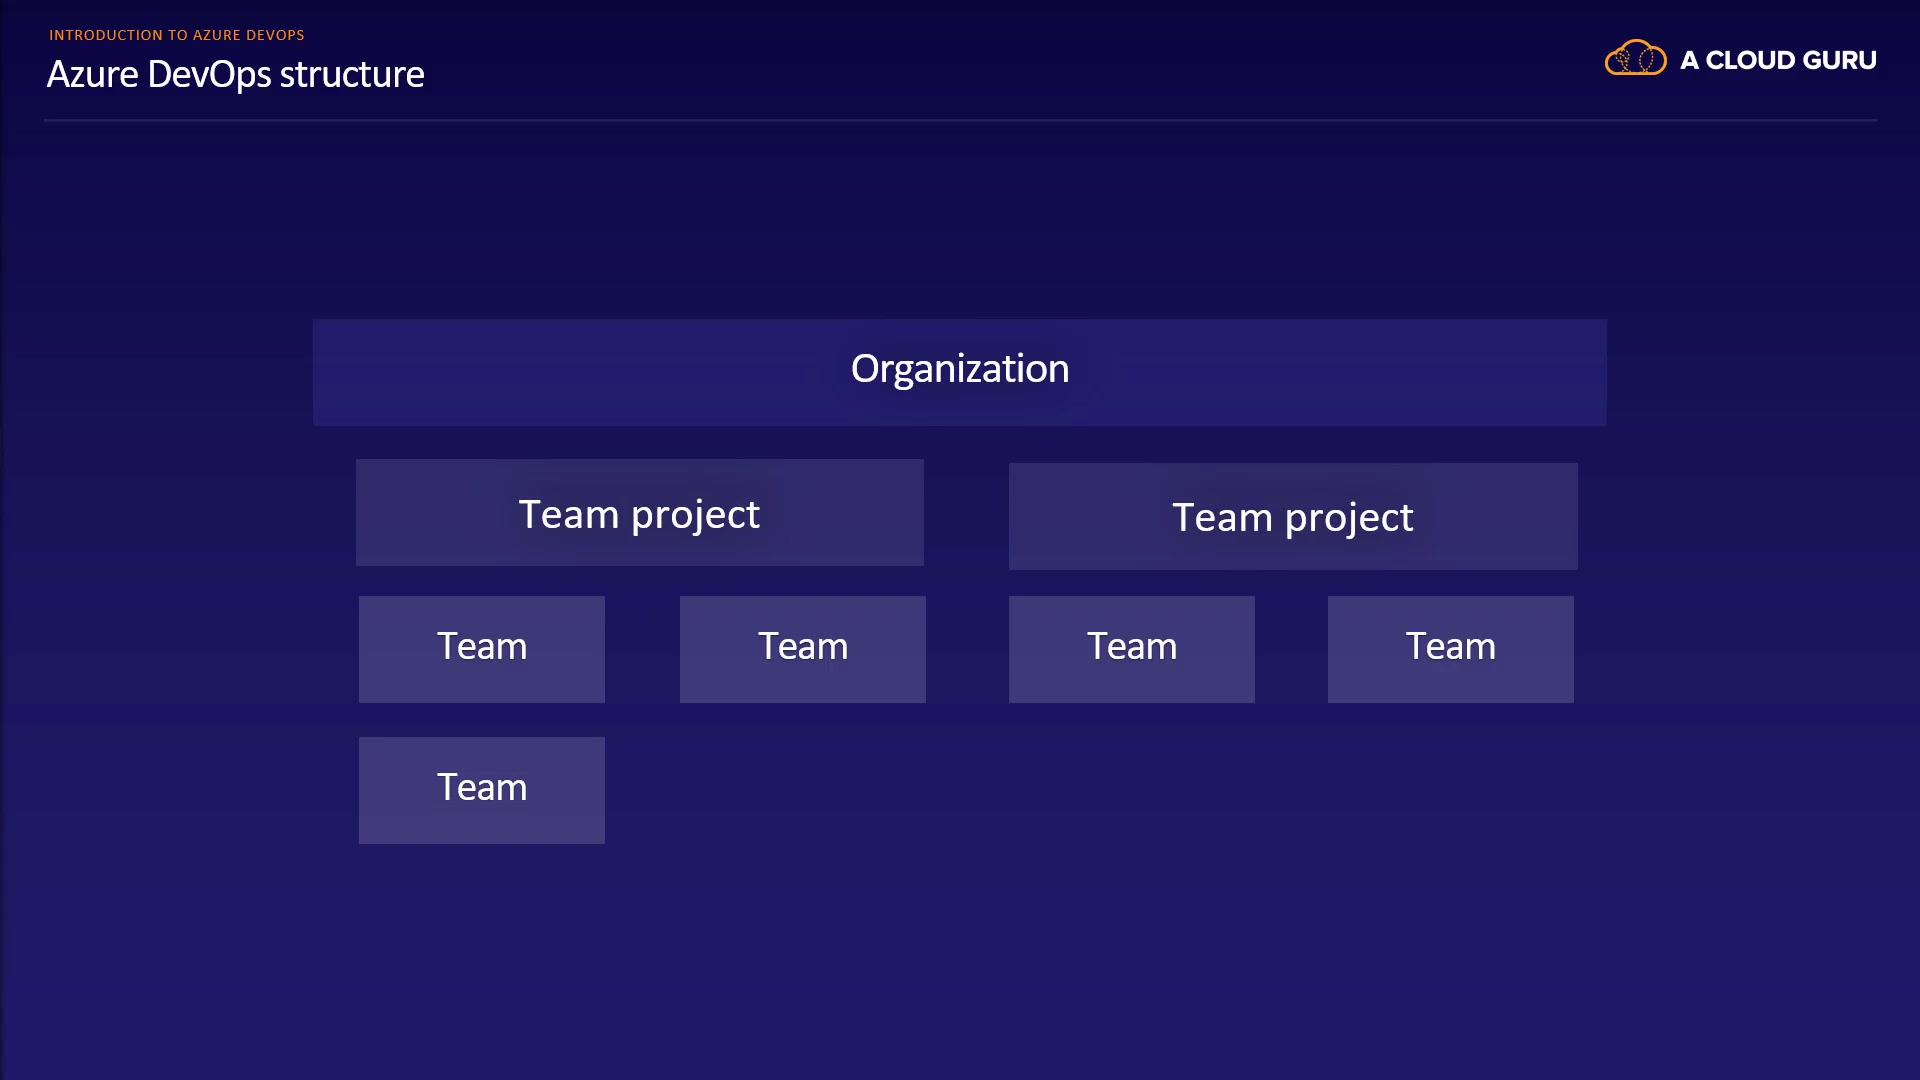 INTRODUCTION TO AZURE DEVOPS
Azure DevOps structure
A CLOUD GURU
Organization
Team project
Team project
Team
Team
Team
Team
Team